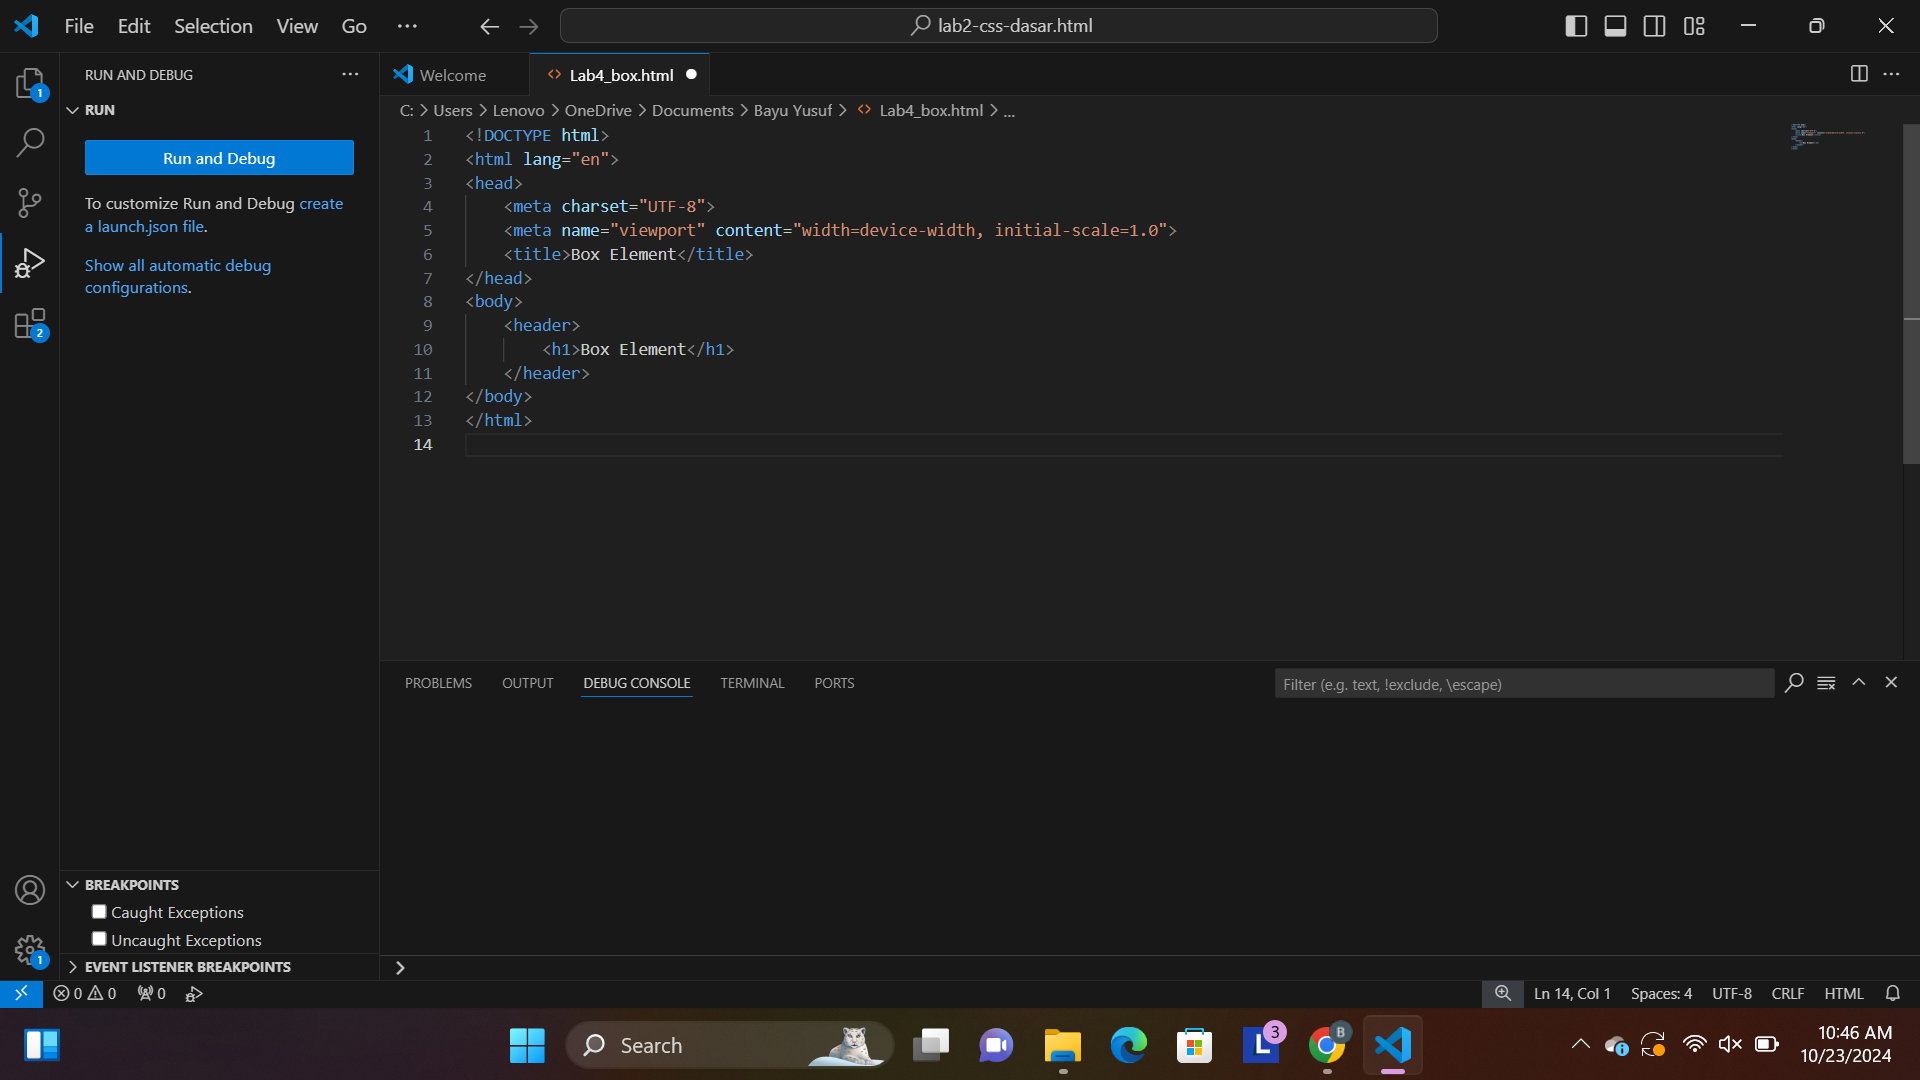 File Edit Selection View Go ··· lab2-css-dasar.html
RUN AND DEBUG ···
RUN
Run and Debug
To customize Run and Debug create
a launch.json file.
Show all automatic debug
configurations.
1
2
Welcome Lab4_box.html
C: > Users > Lenovo > OneDrive > Documents > Bayu Yusuf > Lab4_box.html > ...
1 <!DOCTYPE html>
2 <html lang="en">
3 <head>
4 <meta charset="UTF-8">
5 <meta name="viewport" content="width=device-width, initial-scale=1.0">
6 <title>Box Element</title>
7 </head>
8 <body>
9 <header>
10 <h1>Box Element</h1>
11 </header>
12 </body>
13 </html>
14
PROBLEMS OUTPUT DEBUG CONSOLE TERMINAL PORTS Filter (e.g. text, !exclude, \escape)
BREAKPOINTS
Caught Exceptions
Uncaught Exceptions
1
EVENT LISTENER BREAKPOINTS
0 0 0 Ln 14, Col 1 Spaces: 4 UTF-8 CRLF HTML
Search L 3 B 10:46 AM
10/23/2024